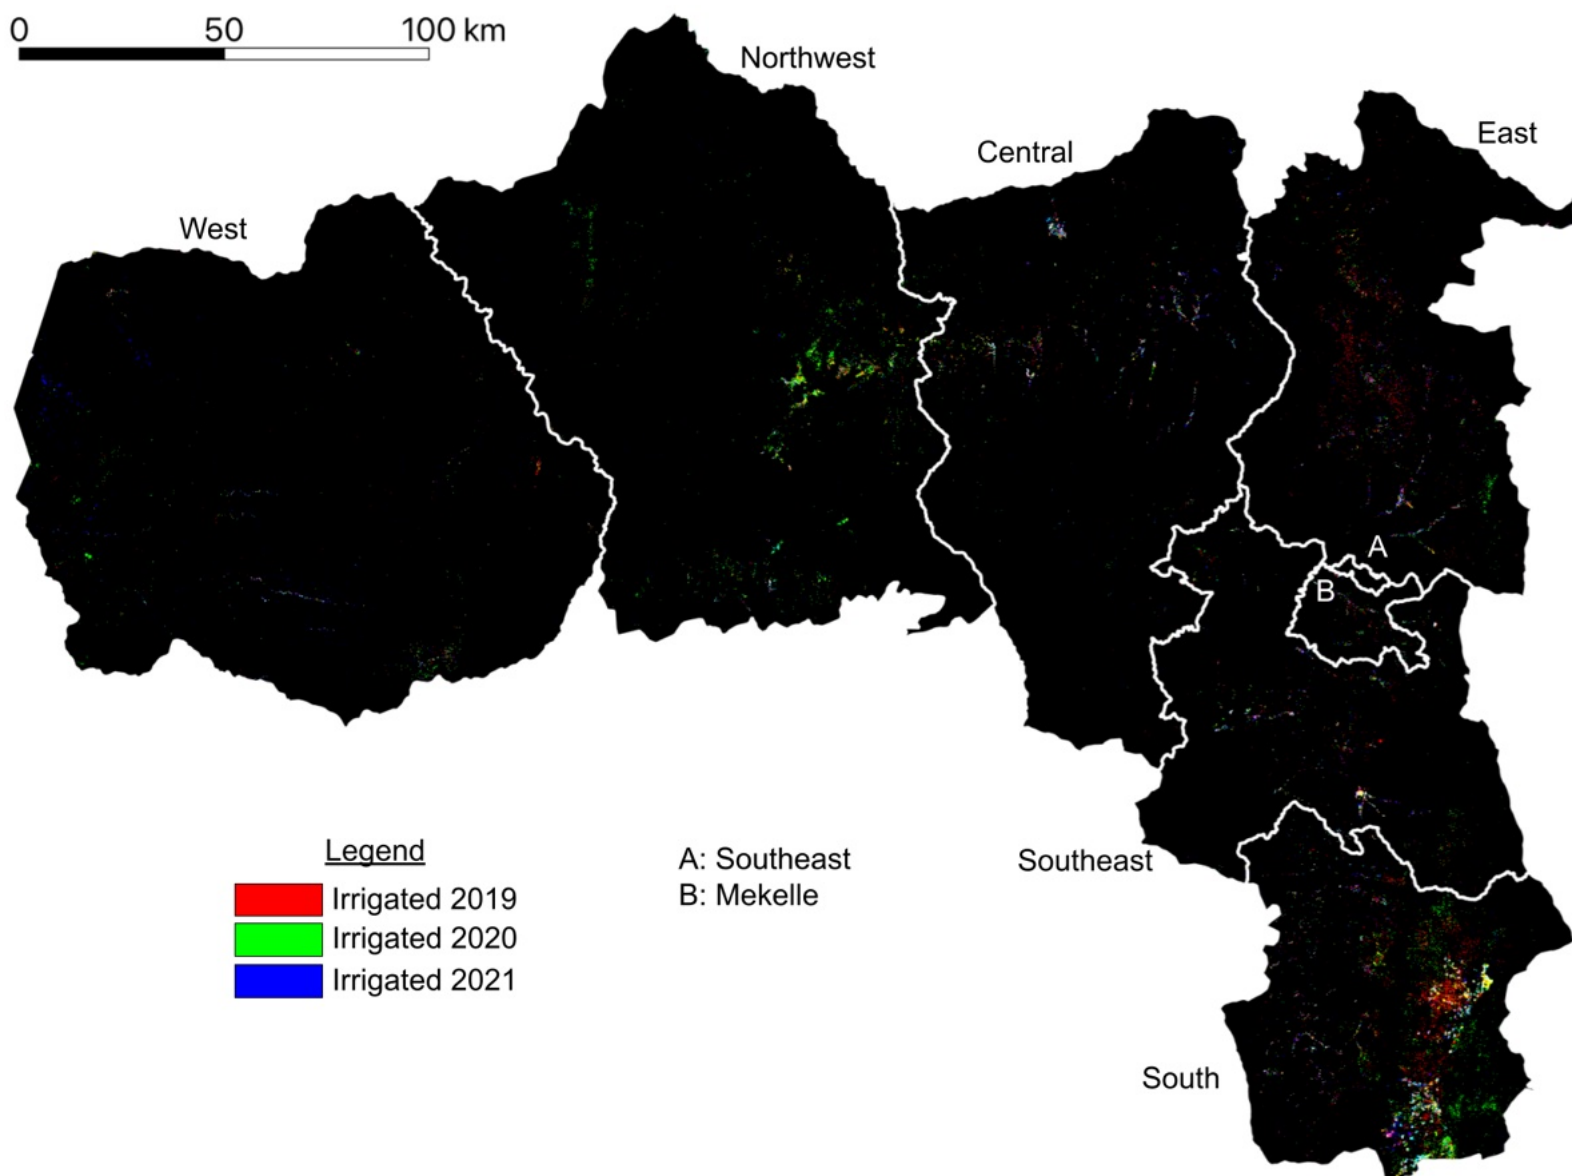 0 50 100 km
Northwest
Central
East
West
A
B
Legend
Irrigated 2019
Irrigated 2020
Irrigated 2021
A: Southeast
B: Mekelle
Southeast
South